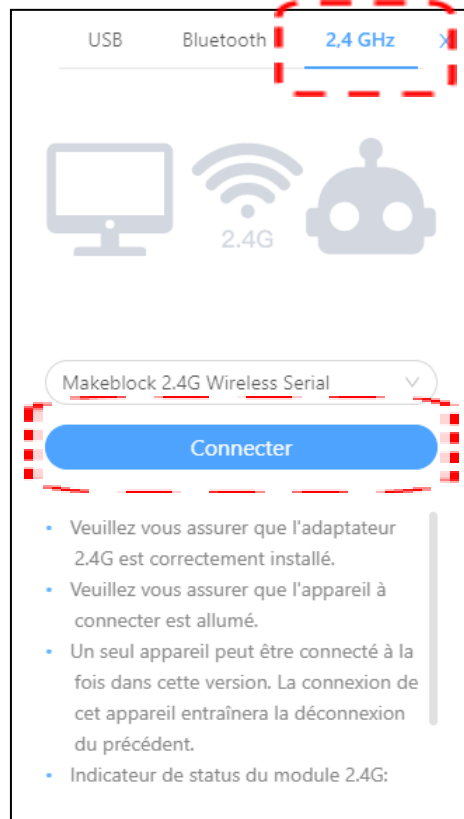 USB Bluetooth 2,4 GHz X
2.4G
Makeblock 2.4G Wireless Serial
Connecter
• Veuillez vous assurer que l'adaptateur
2.4G est correctement installé.
• Veuillez vous assurer que l'appareil à
connecter est allumé.
• Un seul appareil peut être connecté à la
fois dans cette version. La connexion de
cet appareil entraînera la déconnexion
du précédent.
• Indicateur de status du module 2.4G: